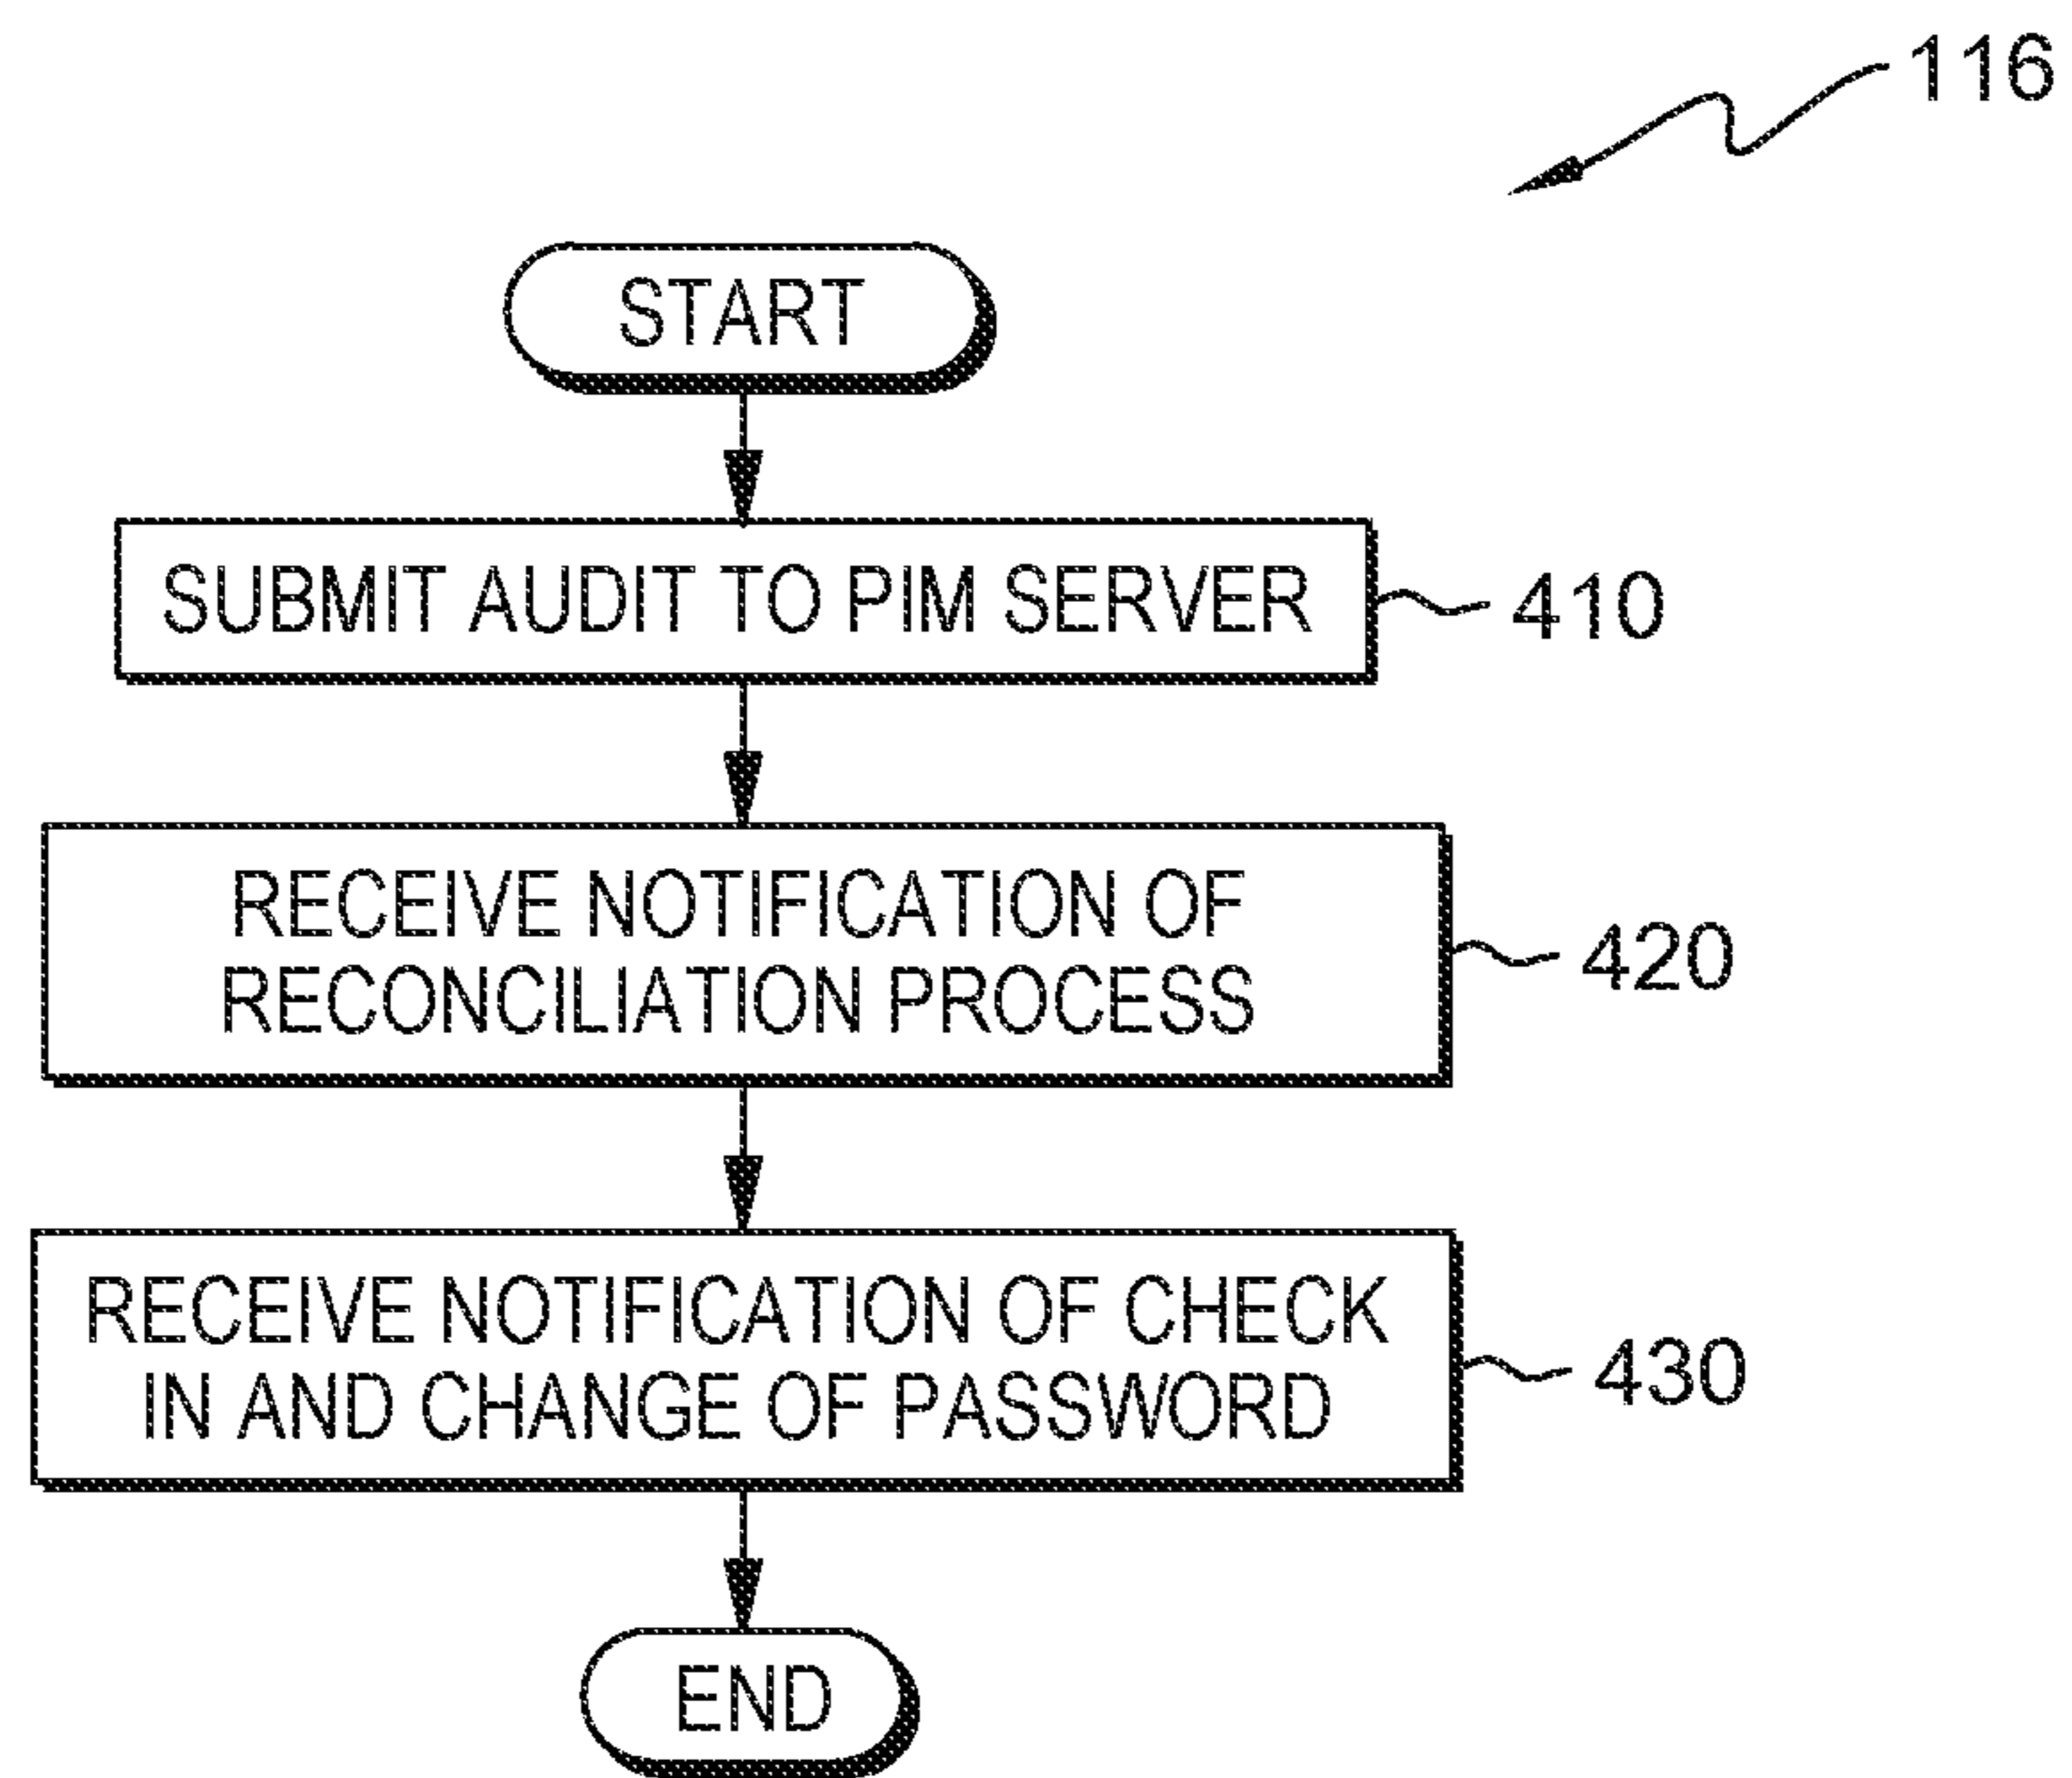 116
START
SUBMIT AUDIT TO PIM SERVER
410
RECEIVE NOTIFICATION OF
RECONCILIATION PROCESS
420
RECEIVE NOTIFICATION OF CHECK
IN AND CHANGE OF PASSWORD
430
END